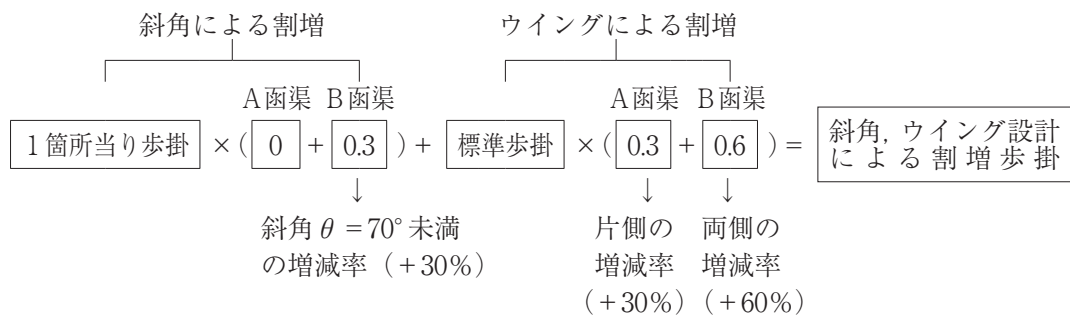 斜角による割増 ウイングによる割増
A函渠 B函渠 A函渠 B函渠
1箇所当り歩掛 ×( 0 + 0.3 )+ 標準歩掛 ×( 0.3 + 0.6 )= 斜角,ウイング設計
による割増歩掛
↓ ↓ ↓
斜角θ=70°未満 片側の 両側の
の増減率(+30%) 増減率 増減率
(+30%)(+60%)